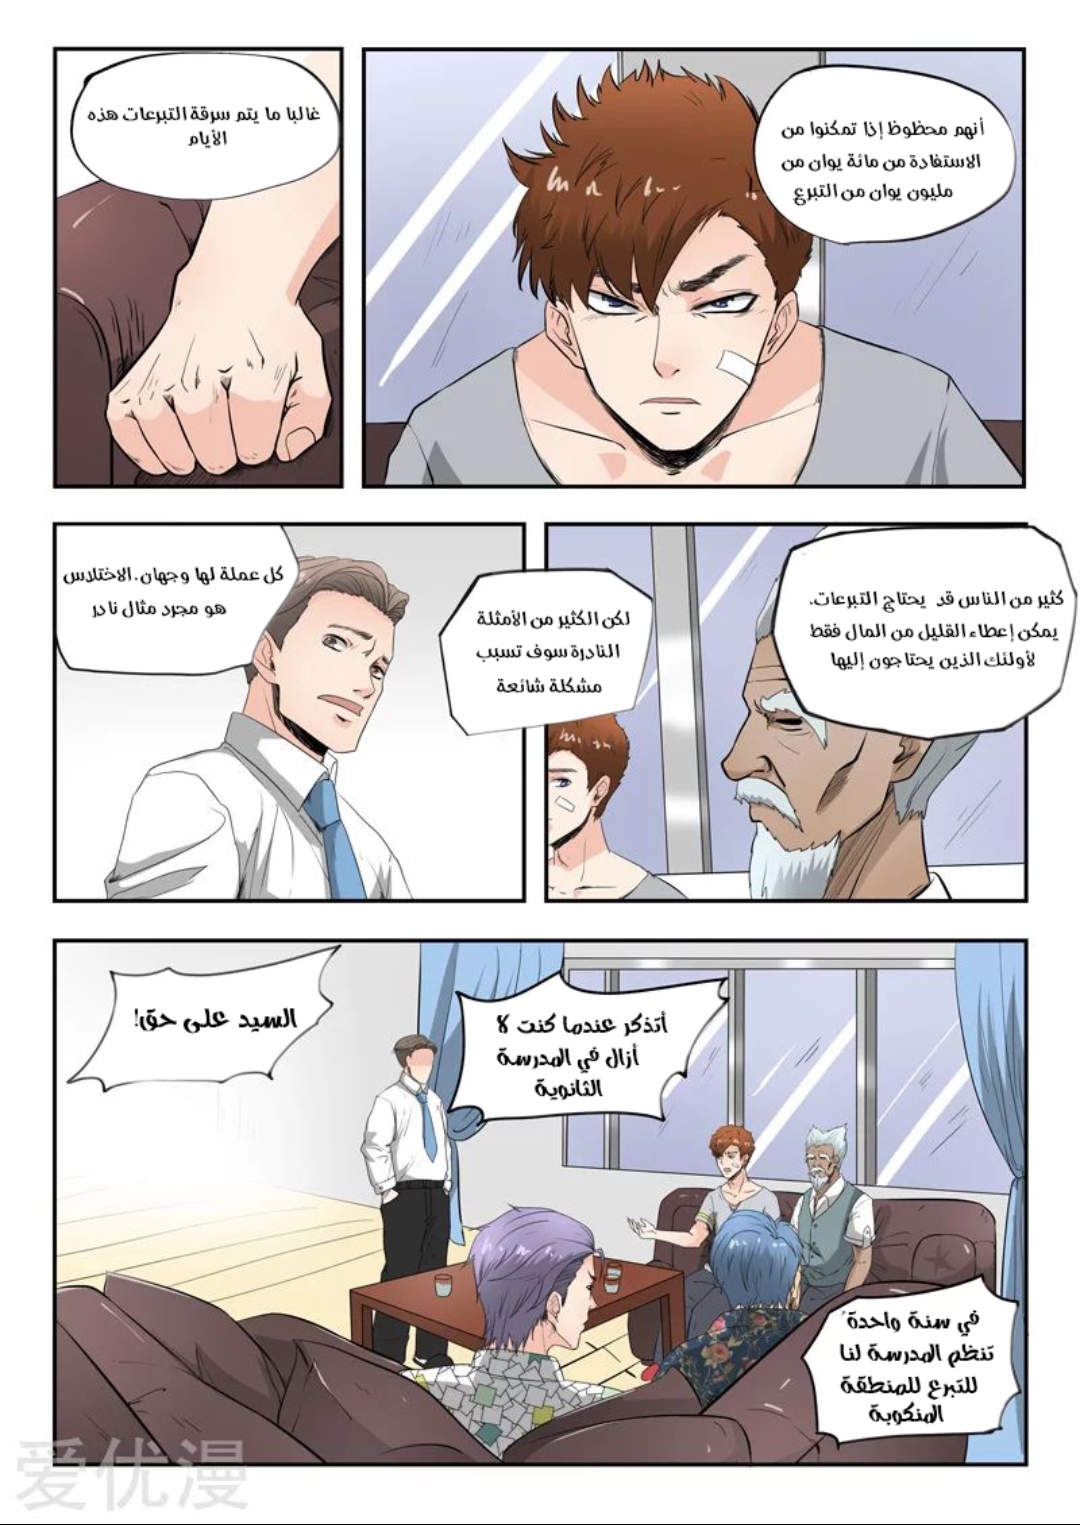 أنهم محظوظ إذا تمكنوا من
الاستفادة من مائة يوان من
مليون يوان من التبرع
غالبا ما يتم سرقة التبرعات هذه
الأيام
كثير من الناس قد يحتاج التبرعات.
يمكن إعطاء القليل من المال فقط
لأولئك الذين يحتاجون إليها
لكن الكثير من الأمثلة
النادرة سوف تسبب
مشكلة شائعة
كل عملة لها وجهان. الاختلاس
هو مجرد مثال نادر
أتذكر عندما كنت لا
أزال في المدرسة
الثانوية
السيد على حق!
في سنة واحدة"
تنظم المدرسة لنا
للتبرع للمنطقة
المنكوبة
爱优漫